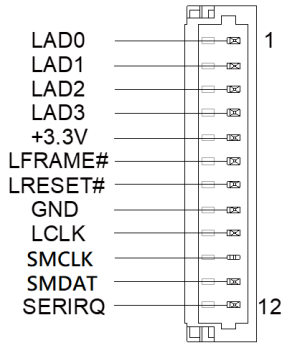 LAD0 1
LAD1
LAD2
LAD3
+3.3V
LFRAME#
LRESET#
GND
LCLK
SMCLK
SMDAT
SERIRQ 12